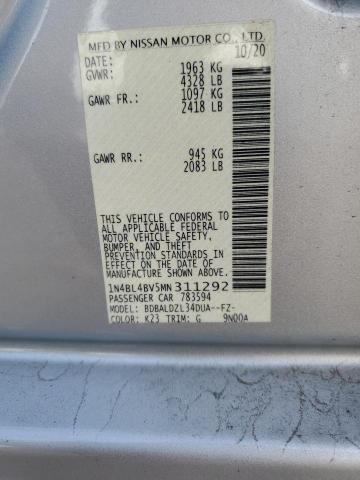 MFD BY NISSAN MOTOR CO., LTD.
DATE: 10/20
GVWR: 1963 KG
4328 LB
GAWR FR.: 1097 KG
2418 LB
GAWR RR.: 945 KG
2083 LB
THIS VEHICLE CONFORMS TO
ALL APPLICABLE FEDERAL
MOTOR VEHICLE SAFETY,
BUMPER, AND THEFT
PREVENTION STANDARDS
IN EFFECT ON THE DATE OF
MANUFACTURE SHOWN ABOVE.
1N4BL4BV5MN311292
PASSENGER CAR 783594
MODEL: BDBALDZL34DUA--FZ-
COLOR: K23 TRIM: G 9N00A